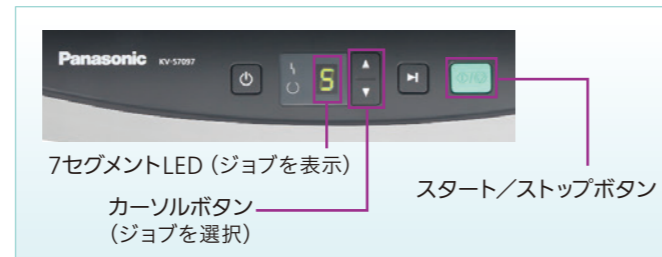 Panasonic KV-S7097
5
7セグメントLED（ジョブを表示）
カーソルボタン
（ジョブを選択）
スタート／ストップボタン